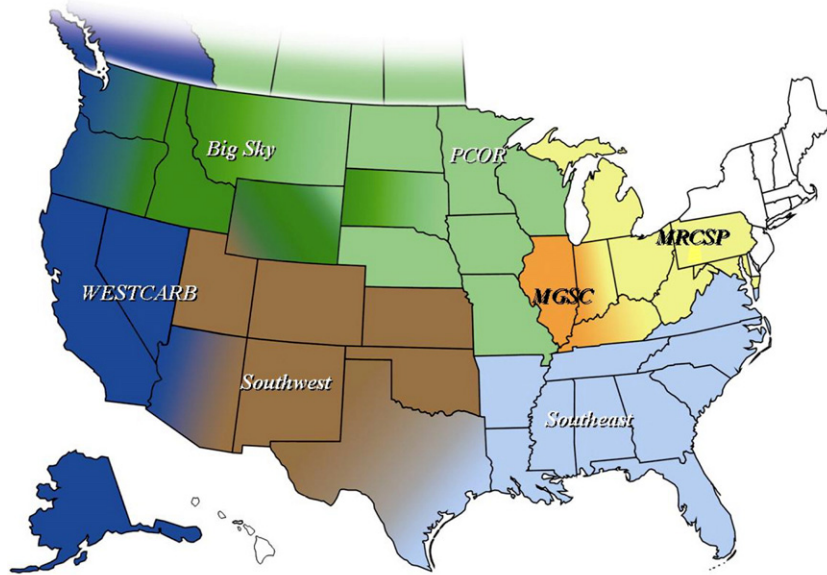 Big Sky
PCOR
MRCSP
WESTCARB
MGSC
Southwest
Southeast